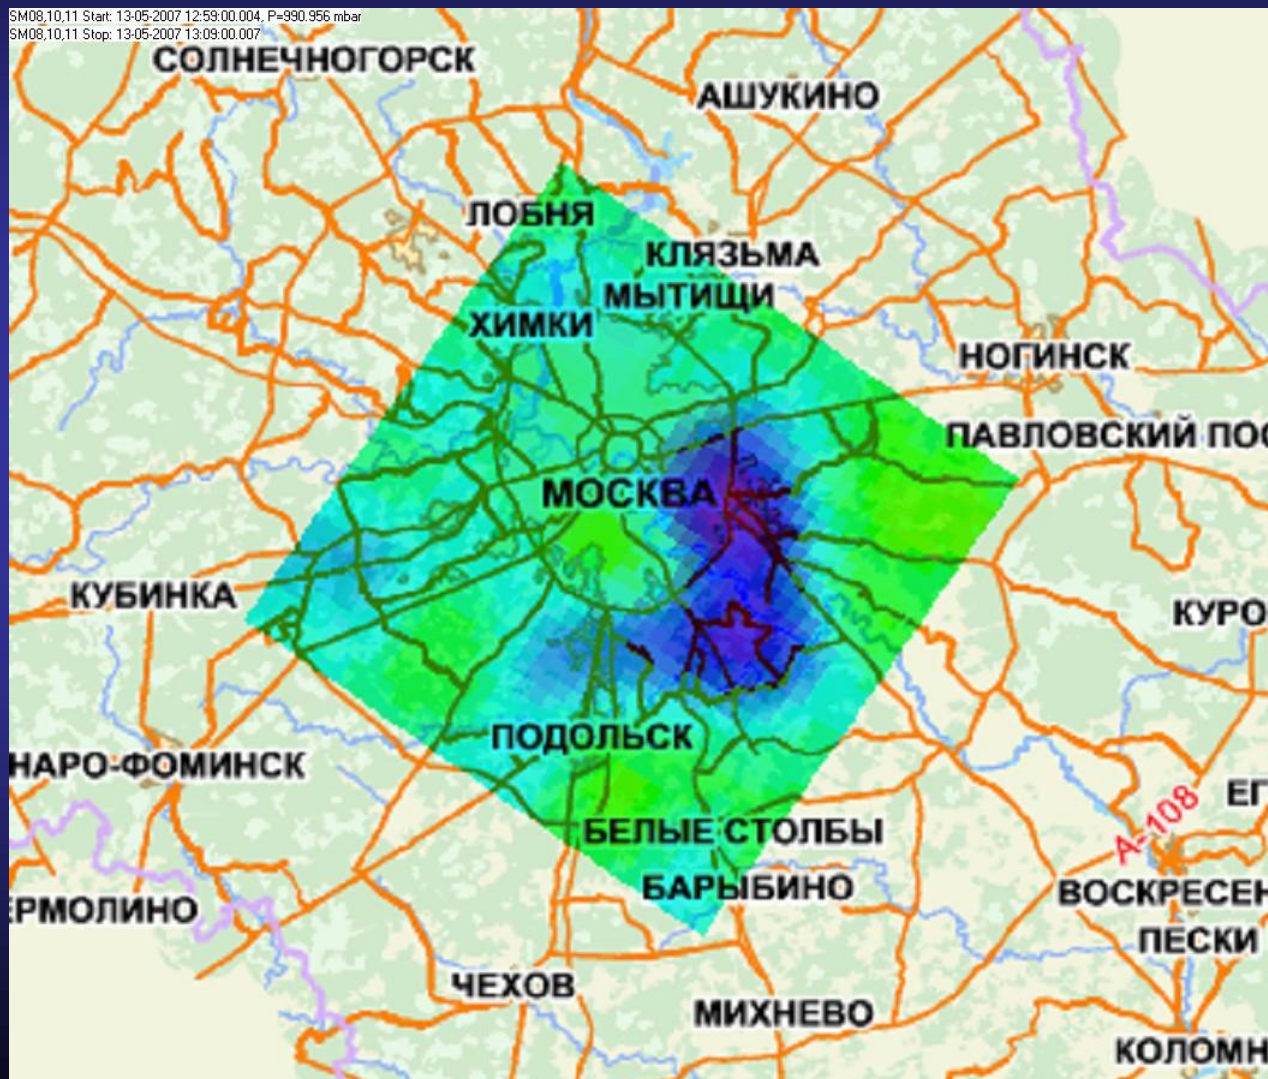 SM08,10,11 Start: 13-05-2007 12:59:00.004, P=990.956 mbar
SM08,10,11 Stop: 13-05-2007 13:09:00.007
СОЛНЕЧНОГОРСК
АШУКИНО
ЛОБНЯ
КЛЯЗЬМА
МЫТИЩИ
ХИМКИ
НОГИНСК
ПАВЛОВСКИЙ ПОС
МОСКВА
КУБИНКА
КУРО
ПОДОЛЬСК
НАРО-ФОМИНСК
ЕГ
А-108
БЕЛЫЕ СТОЛБЫ
БАРЫБИНО
ВОСКРЕСЕН
ЕРМОЛИНО
ПЕСКИ
ЧЕХОВ
МИХНЕВО
КОЛОМН